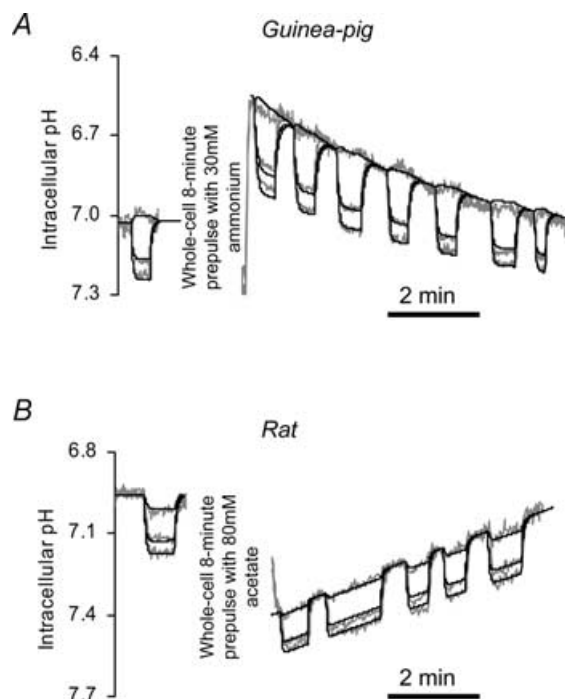 A
Guinea-pig
Intracellular pH
6.4
6.7
7.0
7.3
Whole-cell 8-minute
prepulse with 30mM
ammonium
2 min
B
Rat
Intracellular pH
6.8
7.1
7.4
7.7
Whole-cell 8-minute
prepulse with 80mM
acetate
2 min